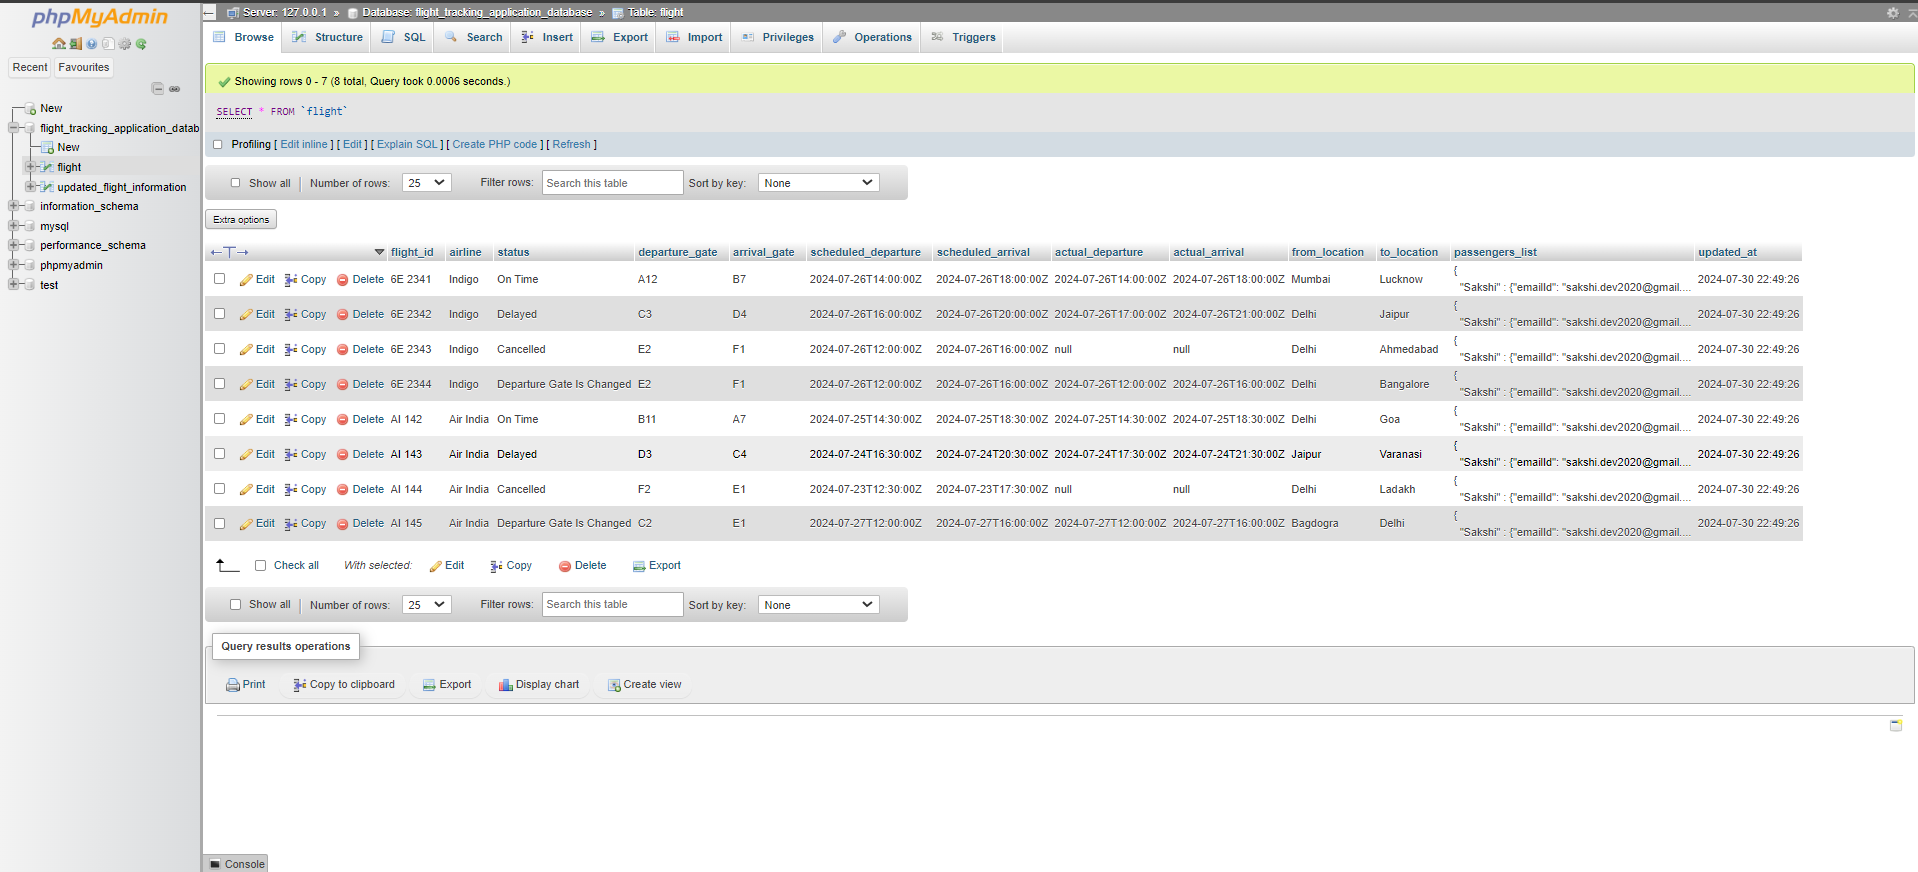 phpMyAdmin
Recent Favourites
New
flight_tracking_application_datab
New
flight
updated_flight_information
information_schema
mysql
performance_schema
phpmyadmin
test
Server: 127.0.0.1 » Database: flight_tracking_application_database » Table: flight
Browse Structure SQL Search Insert Export Import Privileges Operations Triggers
Showing rows 0 - 7 (8 total, Query took 0.0006 seconds.)
SELECT * FROM `flight`
Profiling [ Edit inline ] [ Edit ] [ Explain SQL ] [ Create PHP code ] [ Refresh ]
Show all Number of rows: 25 Filter rows: Search this table Sort by key: None
Extra options
←T→ flight_id airline status departure_gate arrival_gate scheduled_departure scheduled_arrival actual_departure actual_arrival from_location to_location passengers_list updated_at
Edit Copy Delete 6E 2341 Indigo On Time A12 B7 2024-07-26T14:00:00Z 2024-07-26T18:00:00Z 2024-07-26T14:00:00Z 2024-07-26T18:00:00Z Mumbai Lucknow { "Sakshi" : {"emailId": "sakshi.dev2020@gmail.... 2024-07-30 22:49:26
Edit Copy Delete 6E 2342 Indigo Delayed C3 D4 2024-07-26T16:00:00Z 2024-07-26T20:00:00Z 2024-07-26T17:00:00Z 2024-07-26T21:00:00Z Delhi Jaipur { "Sakshi" : {"emailId": "sakshi.dev2020@gmail.... 2024-07-30 22:49:26
Edit Copy Delete 6E 2343 Indigo Cancelled E2 F1 2024-07-26T12:00:00Z 2024-07-26T16:00:00Z null null Delhi Ahmedabad { "Sakshi" : {"emailId": "sakshi.dev2020@gmail.... 2024-07-30 22:49:26
Edit Copy Delete 6E 2344 Indigo Departure Gate Is Changed E2 F1 2024-07-26T12:00:00Z 2024-07-26T16:00:00Z 2024-07-26T12:00:00Z 2024-07-26T16:00:00Z Delhi Bangalore { "Sakshi" : {"emailId": "sakshi.dev2020@gmail.... 2024-07-30 22:49:26
Edit Copy Delete AI 142 Air India On Time B11 A7 2024-07-25T14:30:00Z 2024-07-25T18:30:00Z 2024-07-25T14:30:00Z 2024-07-25T18:30:00Z Delhi Goa { "Sakshi" : {"emailId": "sakshi.dev2020@gmail.... 2024-07-30 22:49:26
Edit Copy Delete AI 143 Air India Delayed D3 C4 2024-07-24T16:30:00Z 2024-07-24T20:30:00Z 2024-07-24T17:30:00Z 2024-07-24T21:30:00Z Jaipur Varanasi { "Sakshi" : {"emailId": "sakshi.dev2020@gmail.... 2024-07-30 22:49:26
Edit Copy Delete AI 144 Air India Cancelled F2 E1 2024-07-23T12:30:00Z 2024-07-23T17:30:00Z null null Delhi Ladakh { "Sakshi" : {"emailId": "sakshi.dev2020@gmail.... 2024-07-30 22:49:26
Edit Copy Delete AI 145 Air India Departure Gate Is Changed C2 E1 2024-07-27T12:00:00Z 2024-07-27T16:00:00Z 2024-07-27T12:00:00Z 2024-07-27T16:00:00Z Bagdogra Delhi { "Sakshi" : {"emailId": "sakshi.dev2020@gmail.... 2024-07-30 22:49:26
Check all With selected: Edit Copy Delete Export
Show all Number of rows: 25 Filter rows: Search this table Sort by key: None
Query results operations
Print Copy to clipboard Export Display chart Create view
Console